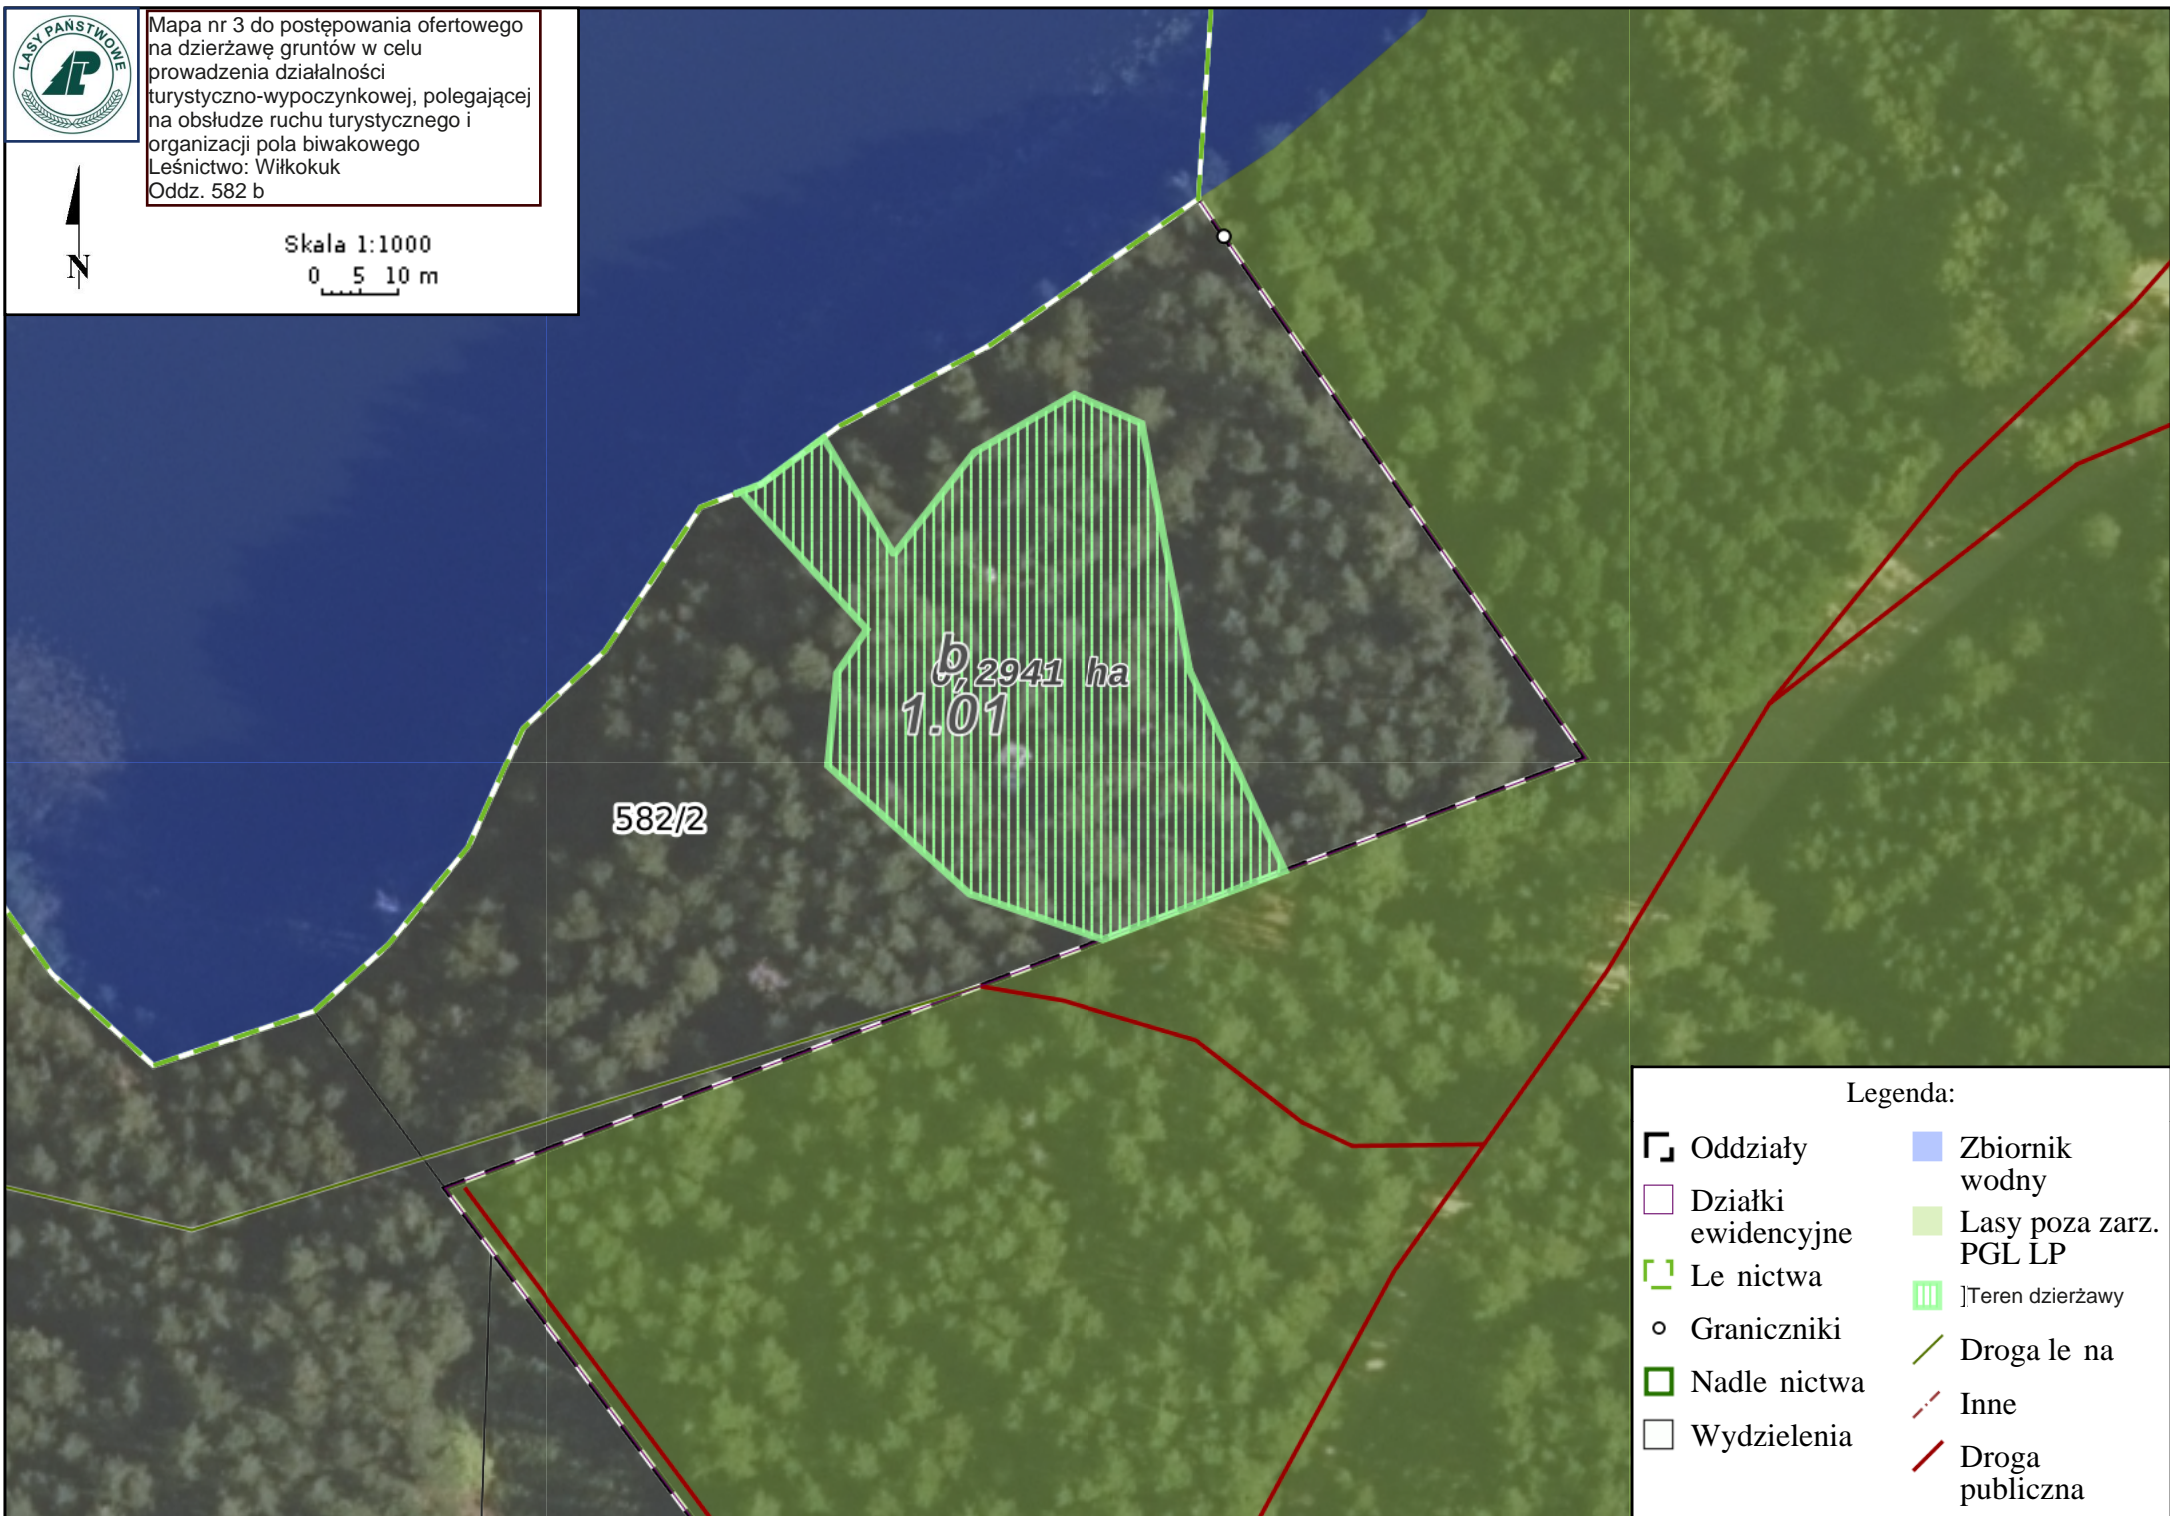 LASY PAŃSTWOWE
LP
Mapa nr 3 do postępowania ofertowego
na dzierżawę gruntów w celu
prowadzenia działalności
turystyczno-wypoczynkowej, polegającej
na obsłudze ruchu turystycznego i
organizacji pola biwakowego
Leśnictwo: Wiłkokuk
Oddz. 582 b
N
Skala 1:1000
0 5 10 m
b
0,2941 ha
1.01
582/2
Legenda:
Oddziały
Działki
ewidencyjne
Le nictwa
Graniczniki
Nadle nictwa
Wydzielenia
Zbiornik
wodny
Lasy poza zarz.
PGL LP
Teren dzierżawy
Droga le na
Inne
Droga
publiczna